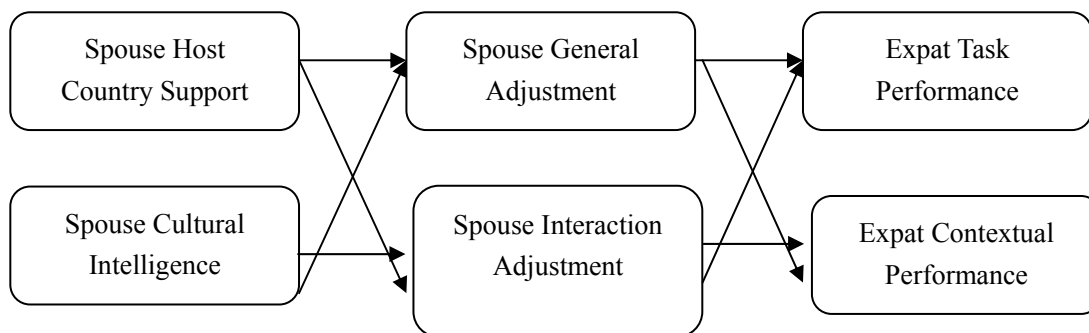 Spouse Host
Country Support
Spouse General
Adjustment
Expat Task
Performance
Spouse Cultural
Intelligence
Spouse Interaction
Adjustment
Expat Contextual
Performance